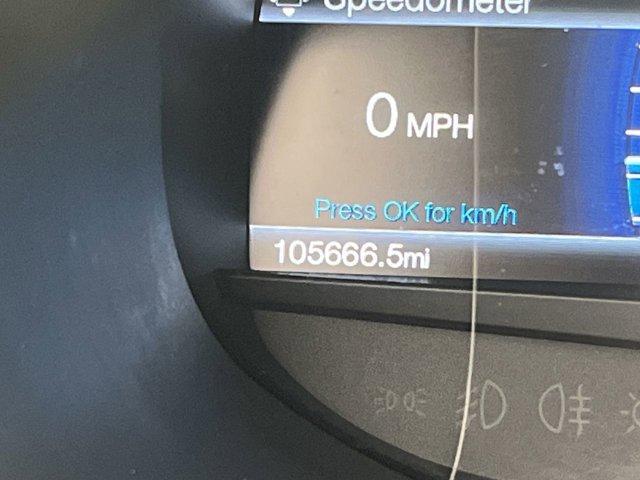 Speedometer
0 MPH
Press OK for km/h
105666.5mi